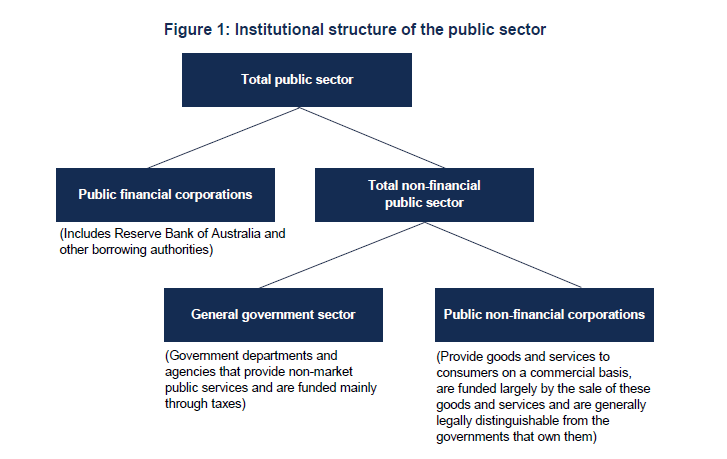 Figure 1: Institutional structure of the public sector
Total public sector
Public financial corporations
Total non-financial
public sector
(Includes Reserve Bank of Australia and
other borrowing authorities)
General government sector
Public non-financial corporations
(Government departments and
agencies that provide non-market
public services and are funded mainly
through taxes)
(Provide goods and services to
consumers on a commercial basis,
are funded largely by the sale of these
goods and services and are generally
legally distinguishable from the
governments that own them)